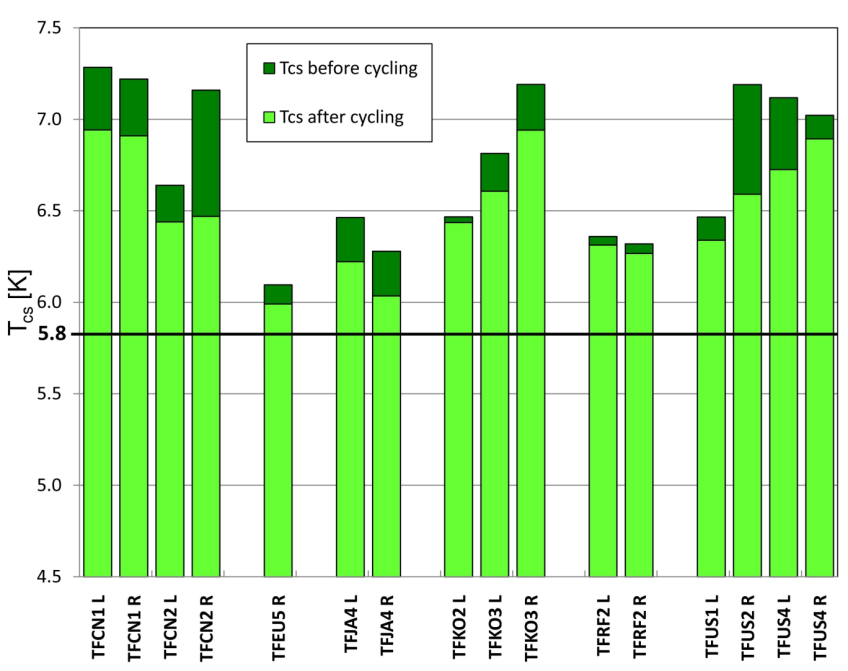 7.5
Tcs before cycling
7.0
Tcs after cycling
6.5
6.0
Tcs [K]
5.8
5.5
5.0
4.5
TFCN1 L
TFCN1 R
TFCN2 L
TFCN2 R
TFEU5 R
TFJA4 L
TFJA4 R
TFKO2 L
TFKO3 L
TFKO3 R
TFRF2 L
TFRF2 R
TFUS1 L
TFUS2 R
TFUS4 L
TFUS4 R